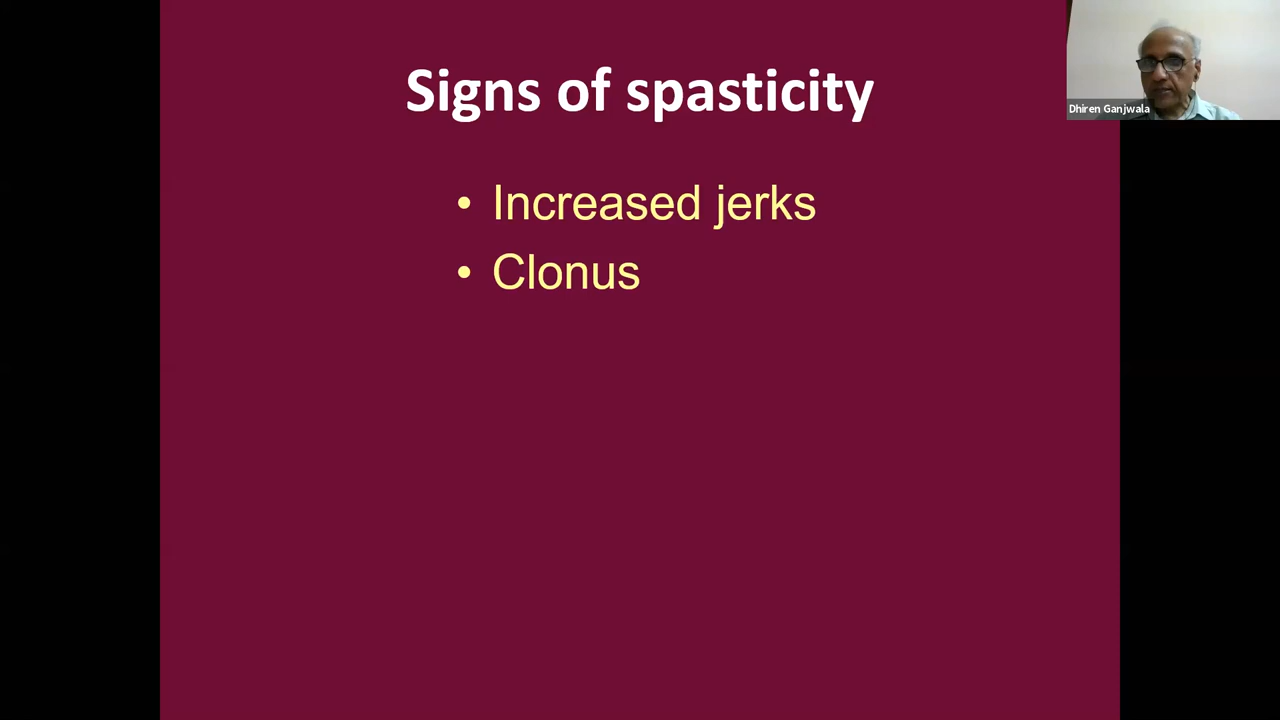 Signs of spasticity
Dhiren Ganjwala
• Increased jerks
• Clonus